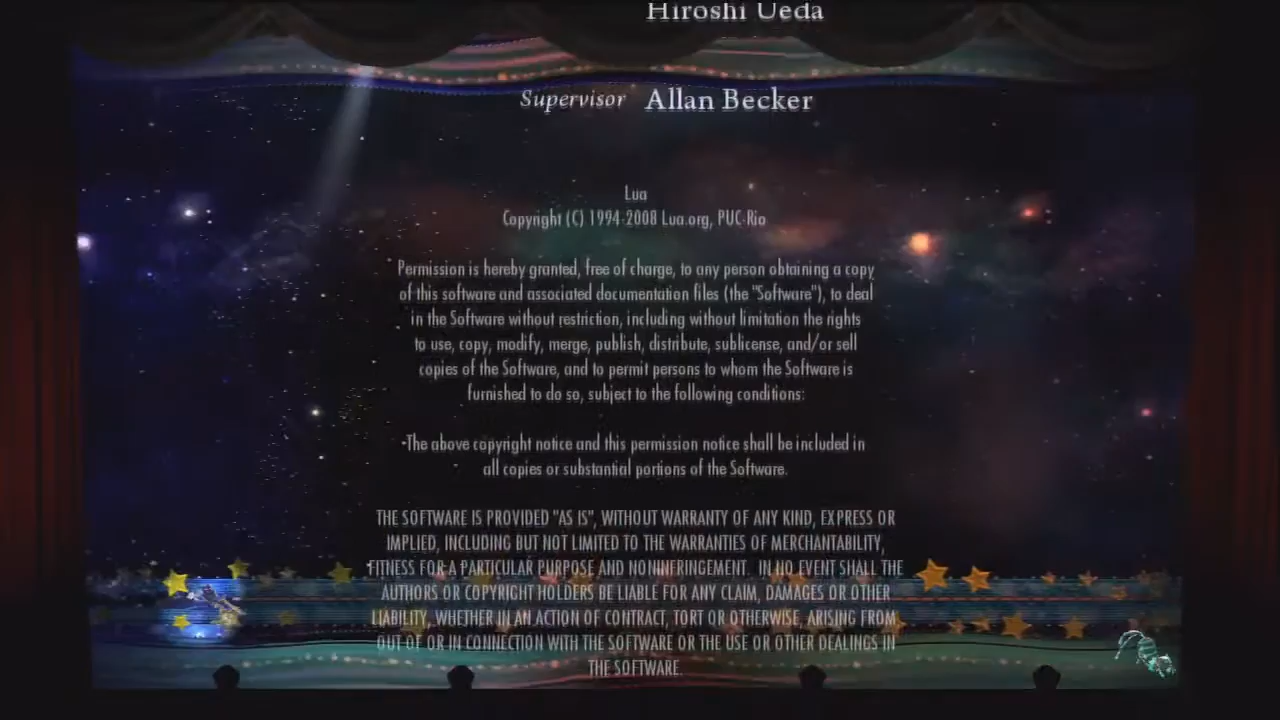 Hiroshi Ueda
Supervisor Allan Becker
Lua
Copyright (C) 1994-2008 Lua.org, PUC-Rio
Permission is hereby granted, free of charge, to any person obtaining a copy
of this software and associated documentation files (the "Software"), to deal
in the Software without restriction, including without limitation the rights
to use, copy, modify, merge, publish, distribute, sublicense, and/or sell
copies of the Software, and to permit persons to whom the Software is
furnished to do so, subject to the following conditions:
•The above copyright notice and this permission notice shall be included in
all copies or substantial portions of the Software.
THE SOFTWARE IS PROVIDED "AS IS", WITHOUT WARRANTY OF ANY KIND, EXPRESS OR
IMPLIED, INCLUDING BUT NOT LIMITED TO THE WARRANTIES OF MERCHANTABILITY,
FITNESS FOR A PARTICULAR PURPOSE AND NONINFRINGEMENT. IN NO EVENT SHALL THE
AUTHORS OR COPYRIGHT HOLDERS BE LIABLE FOR ANY CLAIM, DAMAGES OR OTHER
LIABILITY, WHETHER IN AN ACTION OF CONTRACT, TORT OR OTHERWISE, ARISING FROM
OUT OF OR IN CONNECTION WITH THE SOFTWARE OR THE USE OR OTHER DEALINGS IN
THE SOFTWARE.